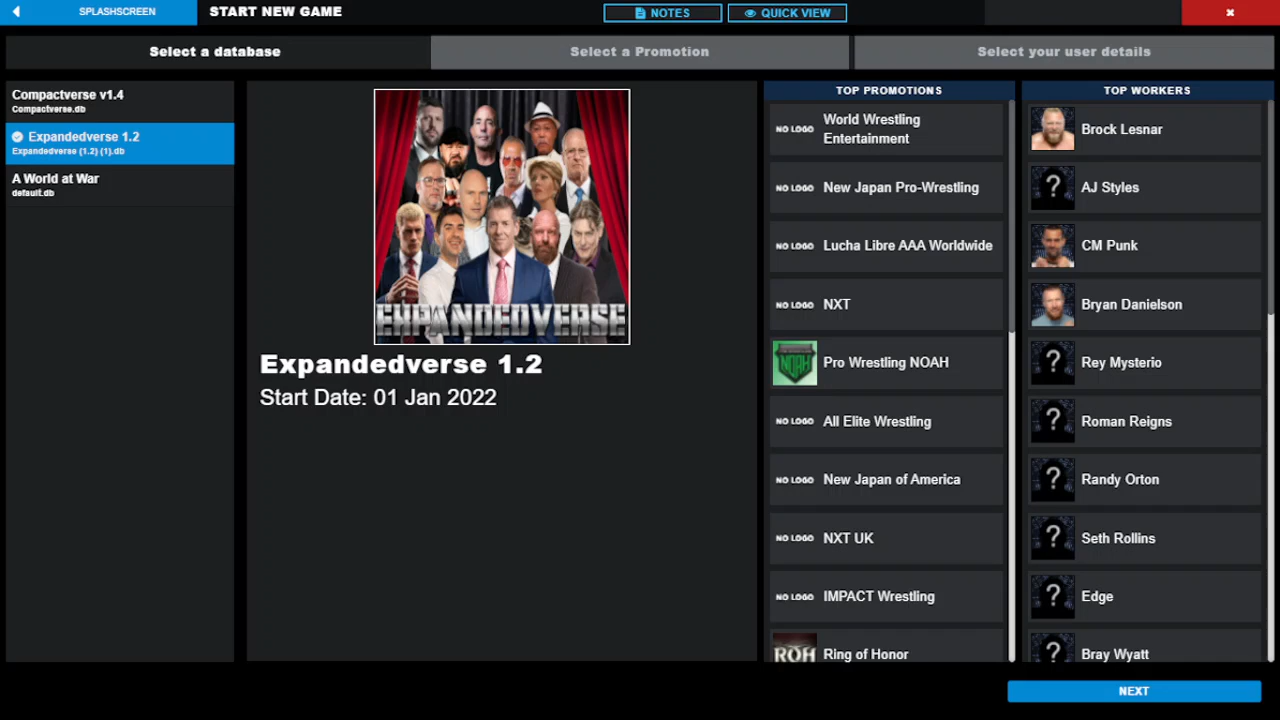 SPLASHSCREEN
START NEW GAME
NOTES
QUICK VIEW
Select a database
Select a Promotion
Select your user details
Compactverse v1.4
Compactverse.db
Expandedverse 1.2
Expandedverse (1.2) (1).db
A World at War
default.db
EXPANDEDVERSE
Expandedverse 1.2
Start Date: 01 Jan 2022
TOP PROMOTIONS
NO LOGO
World Wrestling
Entertainment
NO LOGO
New Japan Pro-Wrestling
NO LOGO
Lucha Libre AAA Worldwide
NO LOGO
NXT
NOAH
Pro Wrestling NOAH
NO LOGO
All Elite Wrestling
NO LOGO
New Japan of America
NO LOGO
NXT UK
NO LOGO
IMPACT Wrestling
ROH
Ring of Honor
TOP WORKERS
Brock Lesnar
?
AJ Styles
CM Punk
Bryan Danielson
?
Rey Mysterio
?
Roman Reigns
?
Randy Orton
?
Seth Rollins
?
Edge
?
Bray Wyatt
NEXT